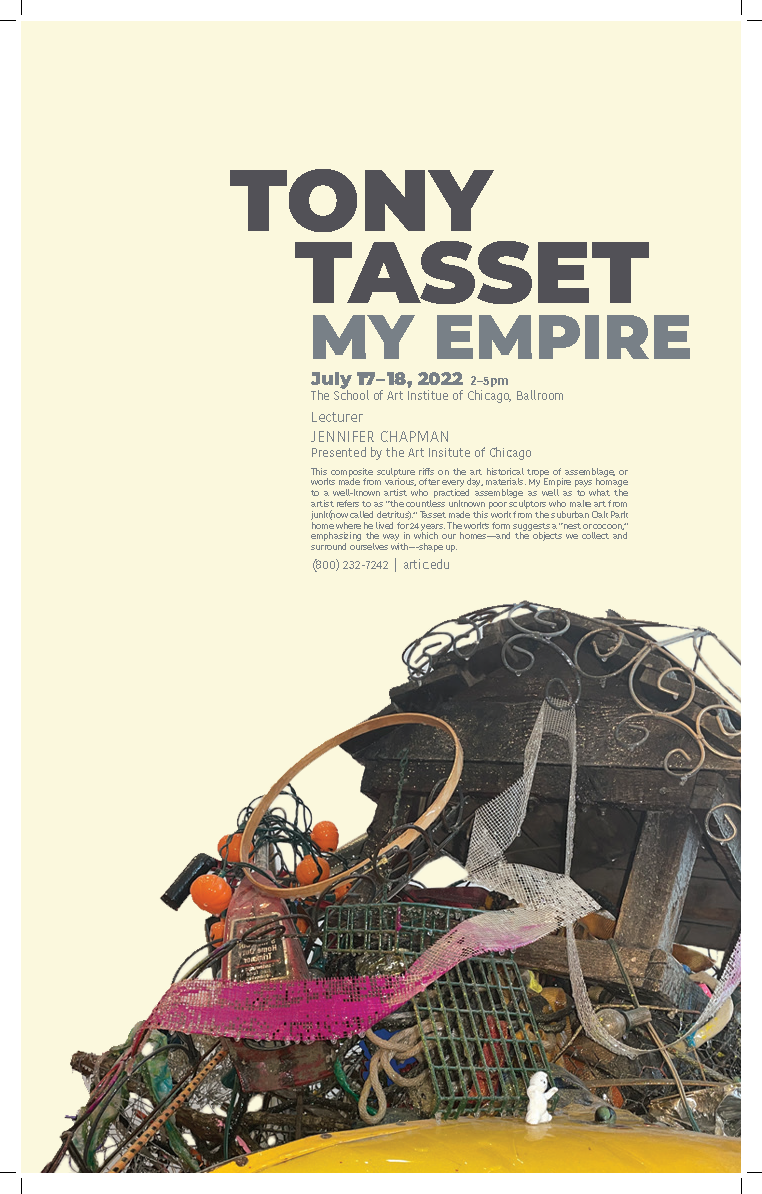 TONY
TASSET
MY EMPIRE
July 17–18, 2022 2–5pm
The School of Art Institue of Chicago, Ballroom
Lecturer
JENNIFER CHAPMAN
Presented by the Art Insitute of Chicago
This composite sculpture riffs on the art historical trope of assemblage, or
works made from various, ofter every day, materials. My Empire pays homage
to a well-known artist who practiced assemblage as well as to what the
artist refers to as "the countless unknown poor sculptors who make art from
junk(now called detritus)." Tasset made this work from the suburban Oak Park
home where he lived for 24 years. The work's form suggests a "nest or cocoon,"
emphasizing the way in which our homes—and the objects we collect and
surround ourselves with—-shape up.
(800) 232-7242 | artic.edu
Home Duty
Trimmer